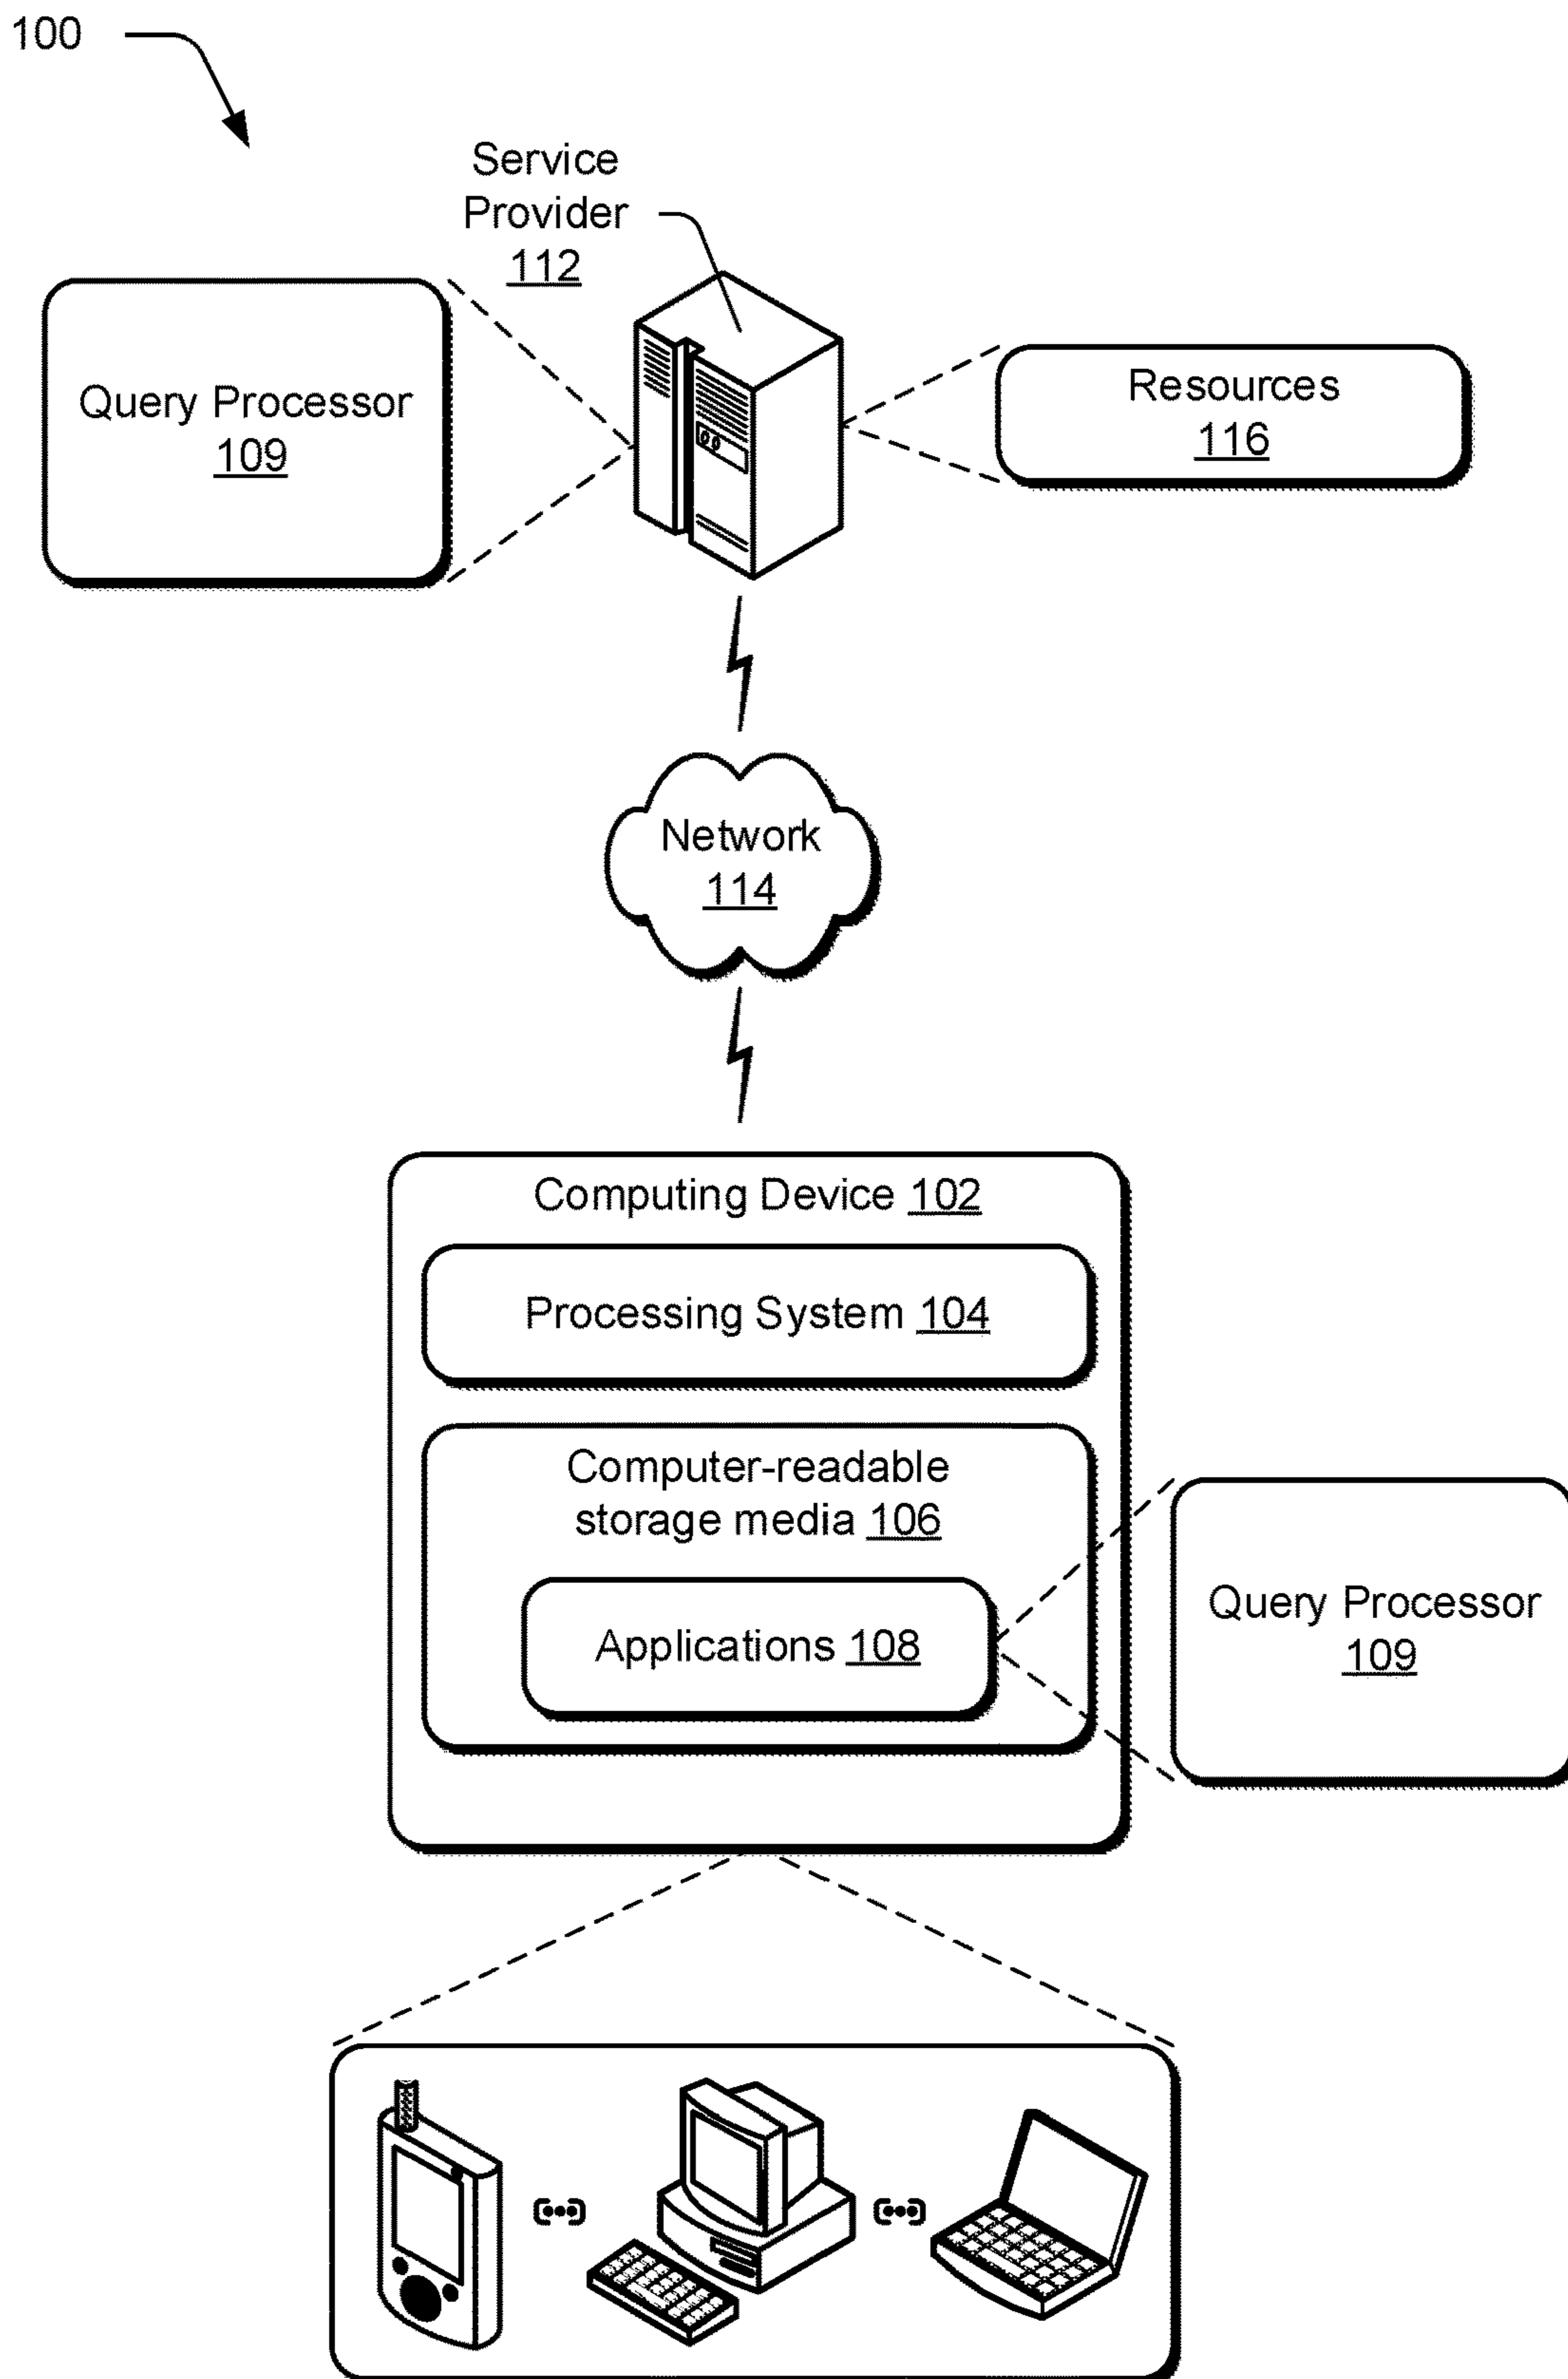 100
Service
Provider
112
Query Processor
109
Resources
116
Network
114
Computing Device 102
Processing System 104
Computer-readable
storage media 106
Applications 108
Query Processor
109